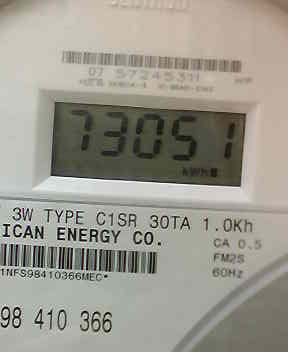 07 57245311
73051
kWh
3W TYPE C1SR 30TA 1.0Kh
ICAN ENERGY CO.
CA 0.5
FM2S
60Hz
1NFS98410366MEC*
98 410 366